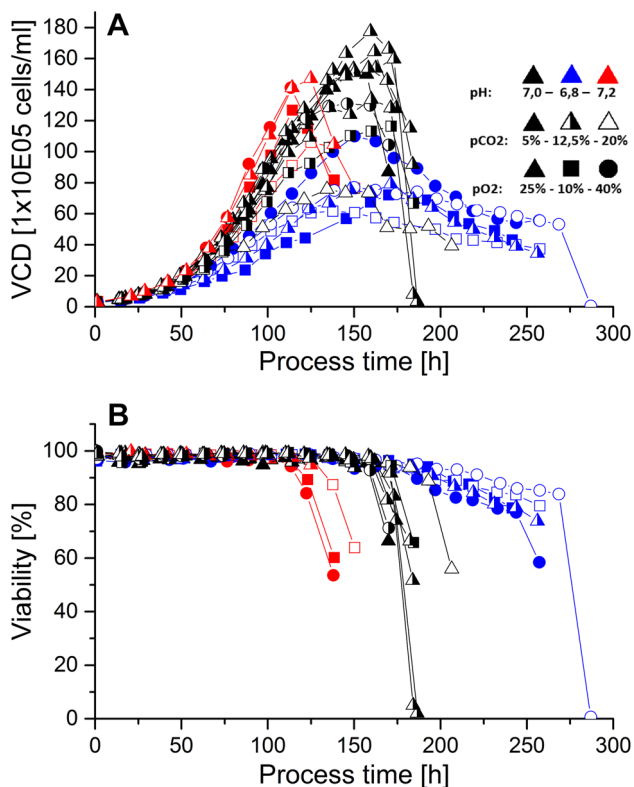 A
180
160
140
120
100
80
60
40
20
0
VCD [1x10E05 cells/ml]
pH: 7,0 – 6,8 – 7,2
pCO2: 5% - 12,5% - 20%
pO2: 25% - 10% - 40%
0 50 100 150 200 250 300
Process time [h]
B
100
80
60
40
20
0
Viability [%]
0 50 100 150 200 250 300
Process time [h]